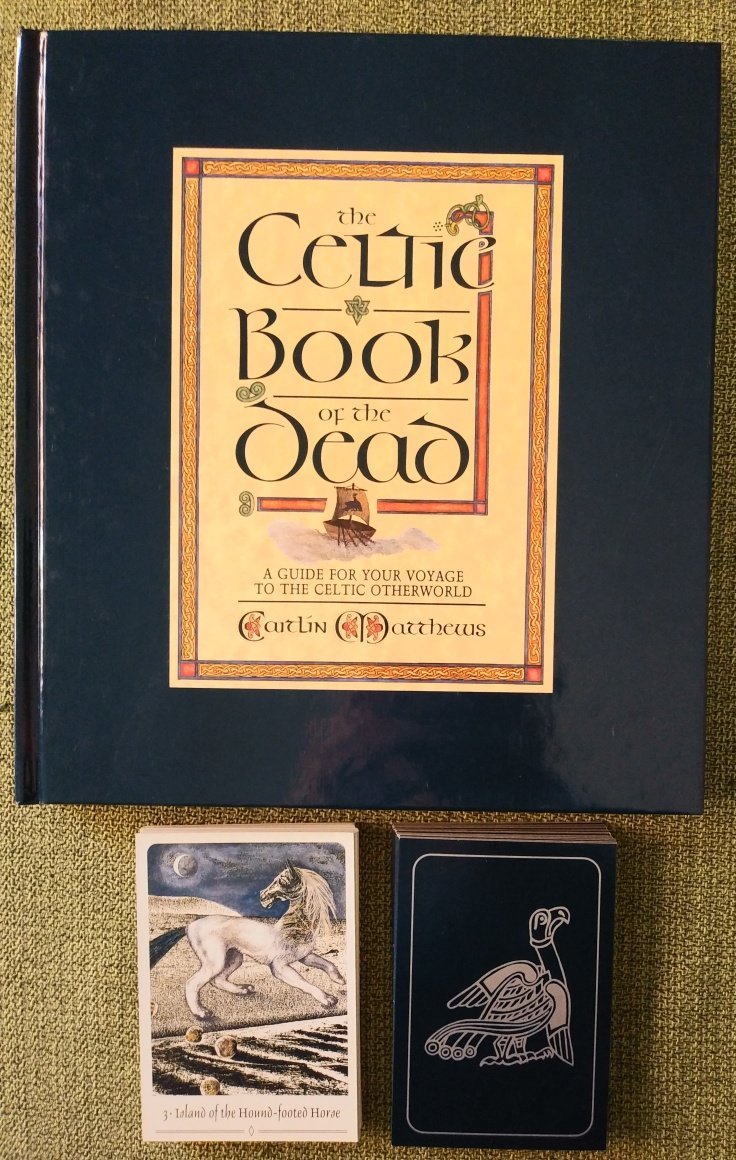 the
Celtic
Book
of the
Dead
A GUIDE FOR YOUR VOYAGE
TO THE CELTIC OTHERWORLD
Caitlín Matthews
3 · Island of the Hound-footed Horse